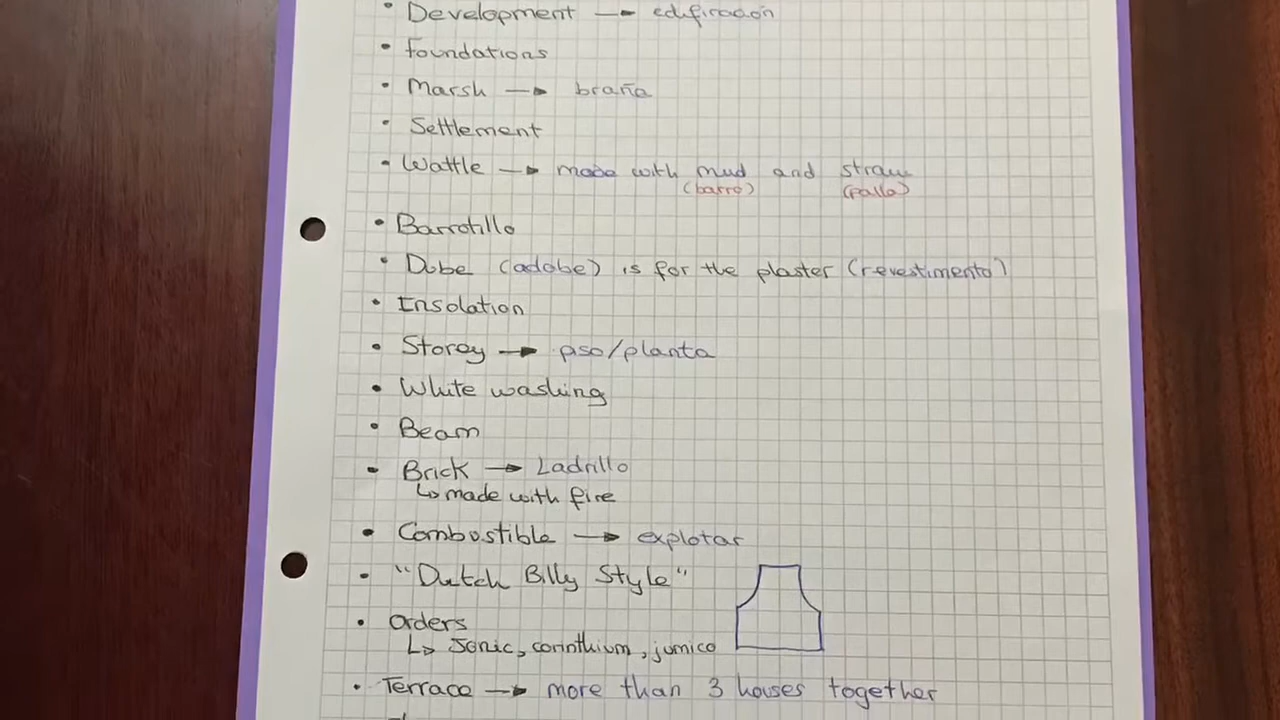 • Development → edificación
• Foundations
• Marsh → braña
• Settlement
• Wattle → made with mud and straw
(barro) (palla)
• Barrotillo
• Dube (adobe) is for the plaster (revestimento)
• Insolation
• Storey → piso/planta
• White washing
• Beam
• Brick → Ladrillo
↳ made with fire
• Combostible → explotar
• "Dutch Billy Style"
• Orders
↳ Jonic, corinthium, jumico
• Terrace → more than 3 houses together